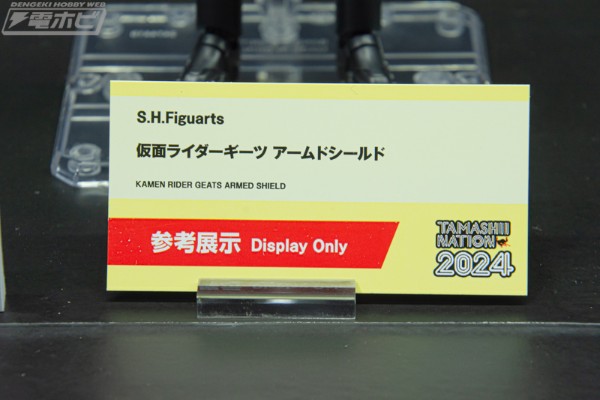 DENGEKI HOBBY WEB
電ホビ
S.H.Figuarts
仮面ライダーギーツ アームドシールド
KAMEN RIDER GEATS ARMED SHIELD
参考展示 Display Only
TAMASHII
NATION
2024